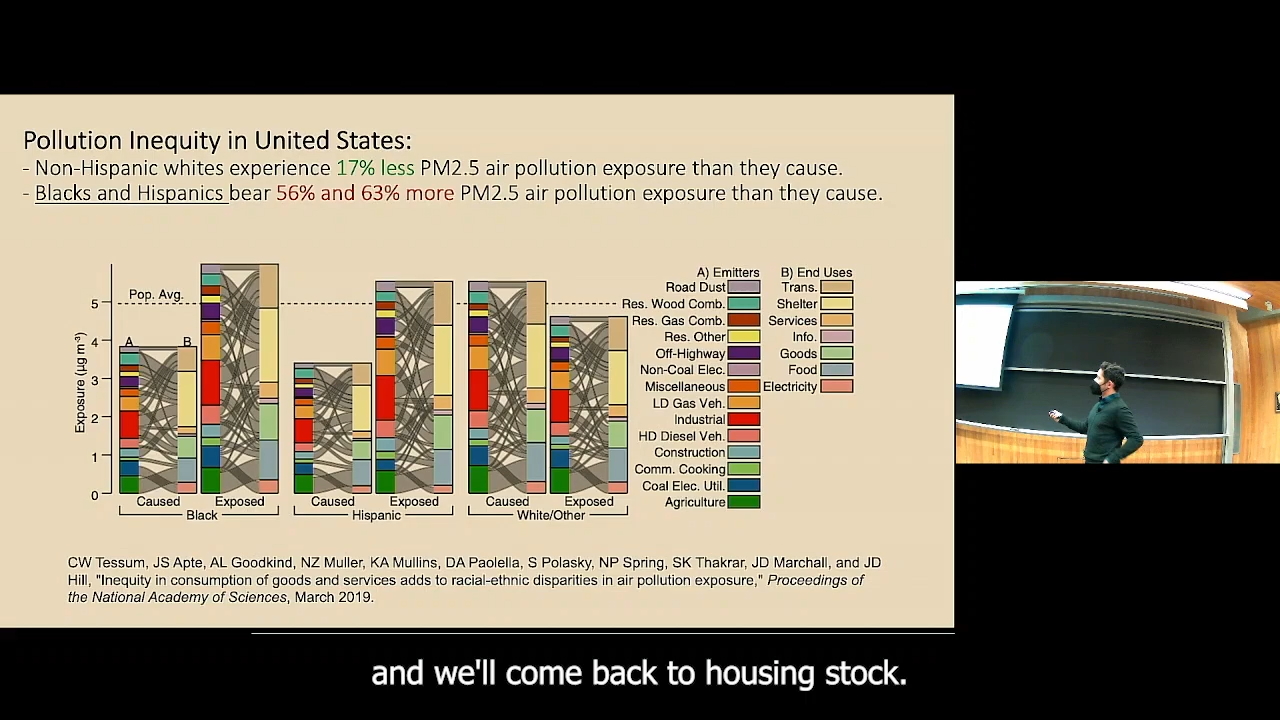 Pollution Inequity in United States:
- Non-Hispanic whites experience 17% less PM2.5 air pollution exposure than they cause.
- Blacks and Hispanics bear 56% and 63% more PM2.5 air pollution exposure than they cause.
A) Emitters B) End Uses
Road Dust Trans.
Res. Wood Comb. Shelter
Res. Gas Comb. Services
Res. Other Info.
Off-Highway Goods
Non-Coal Elec. Food
Miscellaneous Electricity
LD Gas Veh.
Industrial
HD Diesel Veh.
Construction
Comm. Cooking
Coal Elec. Util.
Agriculture
Pop. Avg.
A B
Exposure (µg m⁻³)
5
4
3
2
1
0
Caused Exposed Caused Exposed Caused Exposed
Black Hispanic White/Other
CW Tessum, JS Apte, AL Goodkind, NZ Muller, KA Mullins, DA Paolella, S Polasky, NP Spring, SK Thakrar, JD Marchall, and JD
Hill, "Inequity in consumption of goods and services adds to racial-ethnic disparities in air pollution exposure," Proceedings of
the National Academy of Sciences, March 2019.
and we'll come back to housing stock.